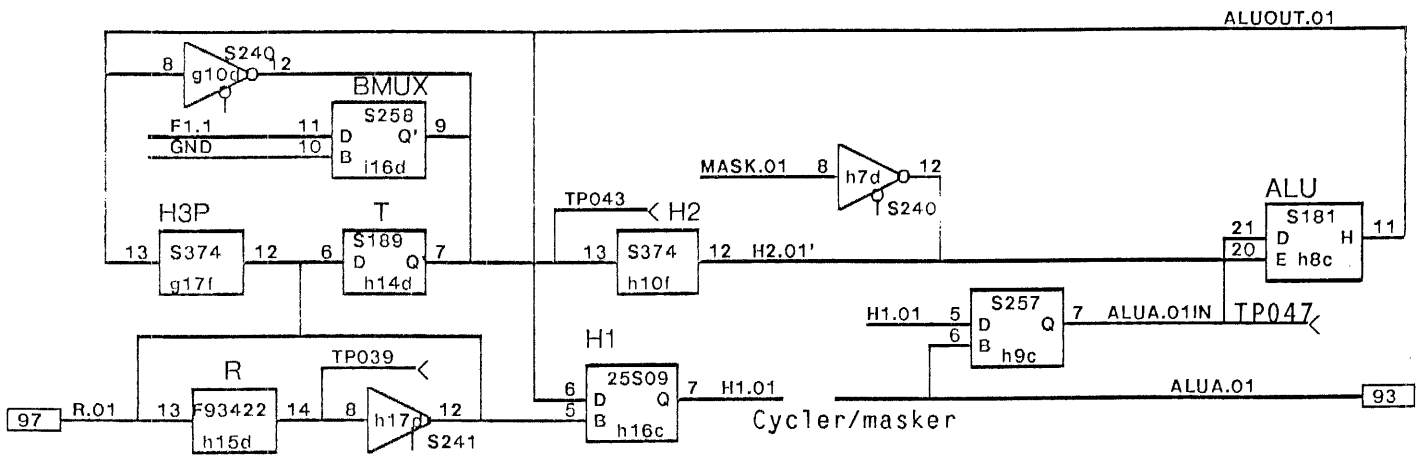 ALUOUT.01
8 g10d S240 12
BMUX
S258
F1.1 11 D Q' 9
GND 10 B
i16d
MASK.01 8 h7d 12
S240
TP043
H3P T H2 ALU
13 S374 12
g17f
S189
6 D Q 7
h14d
13 S374 12 H2.01'
h10f
S181
21 D H 11
20 E h8c
S257
H1.01 5 D Q 7 ALUA.01IN TP047
6 B
h9c
R TP039 H1
97 R.01 13 F93422 14 8 h17d 12
h15d
S241
25S09
6 D Q 7 H1.01
5 B
h16c
Cycler/masker
ALUA.01 93